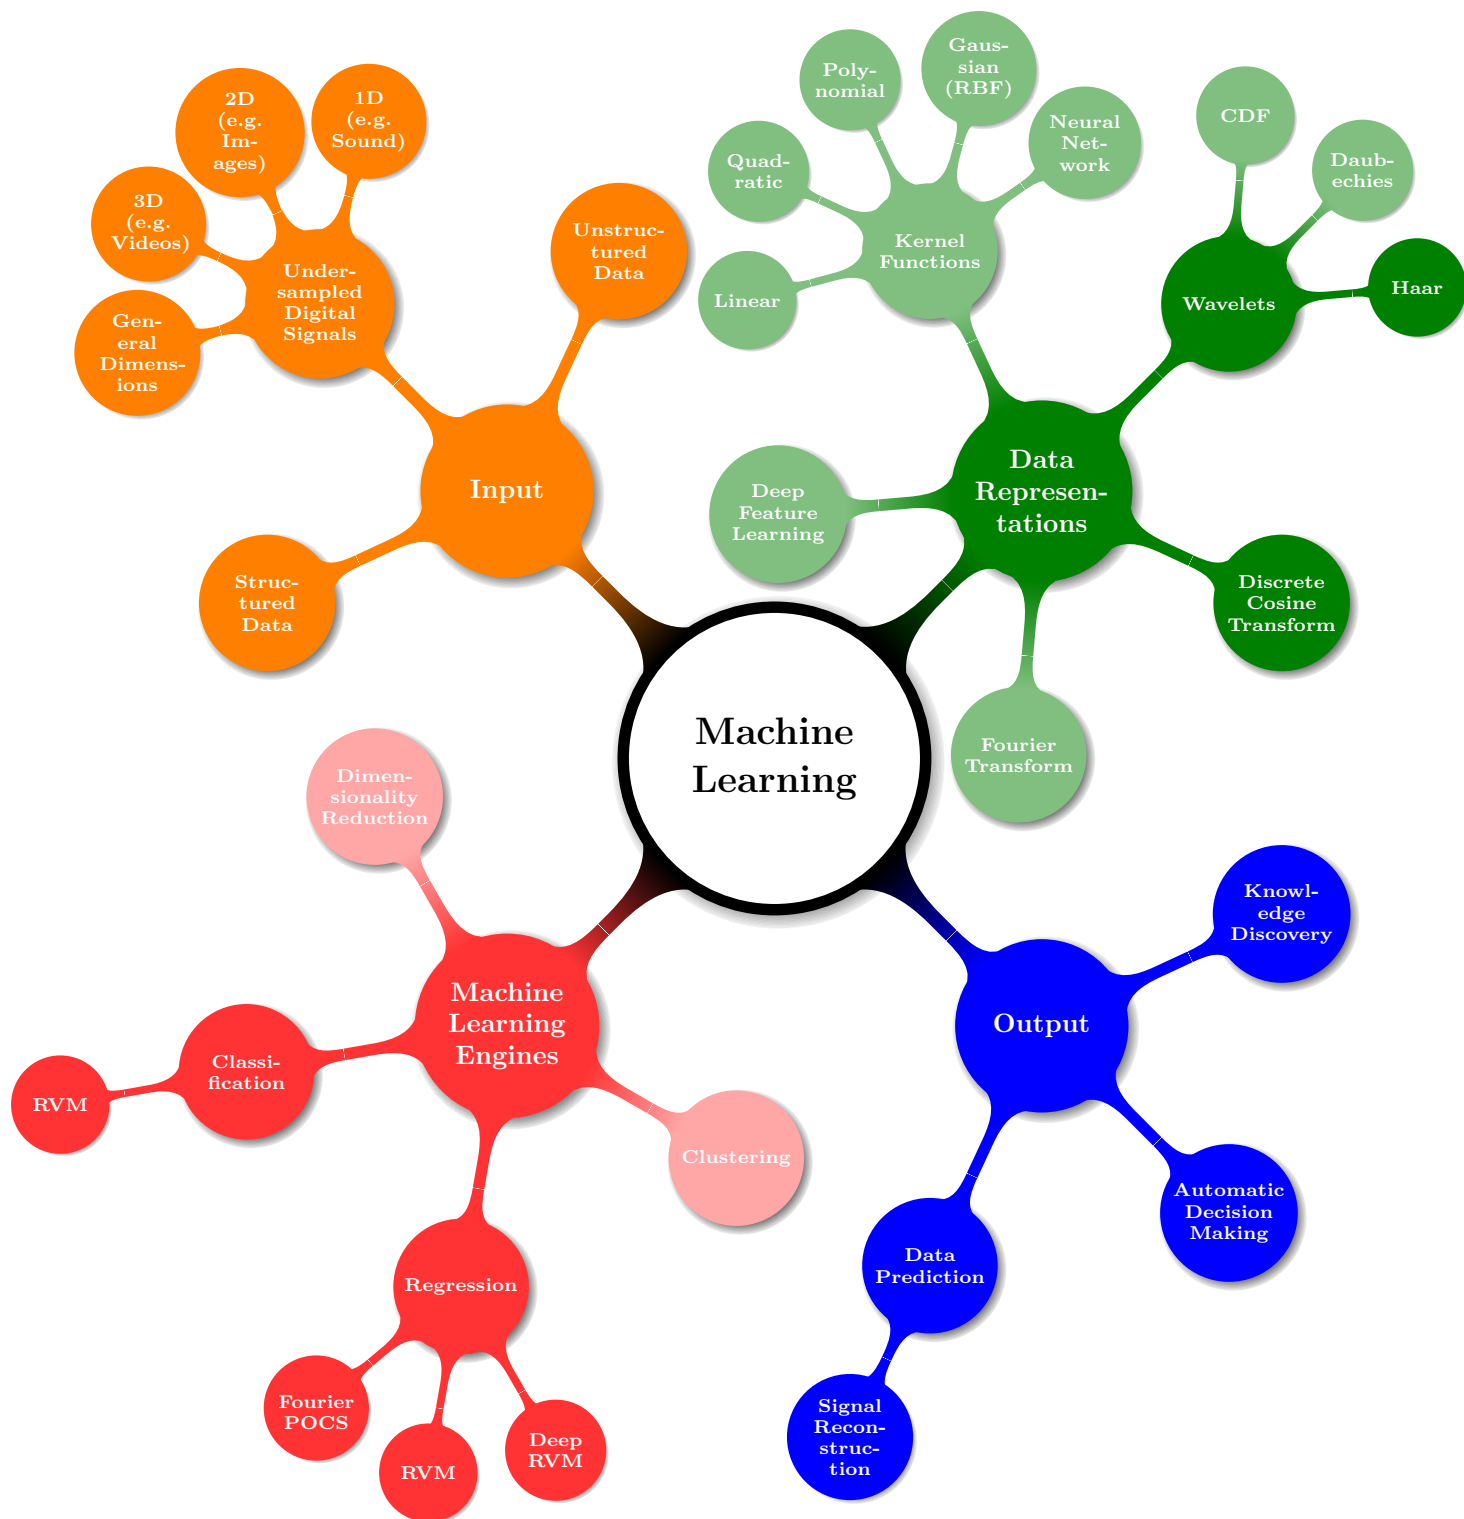 Machine
Learning
Input
Unstruc-
tured
Data
Under-
sampled
Digital
Signals
1D
(e.g.
Sound)
2D
(e.g.
Im-
ages)
3D
(e.g.
Videos)
Gen-
eral
Dimens-
ions
Struc-
tured
Data
Data
Represen-
tations
Kernel
Functions
Linear
Quad-
ratic
Poly-
nomial
Gaus-
sian
(RBF)
Neural
Net-
work
Wavelets
CDF
Daub-
echies
Haar
Deep
Feature
Learning
Fourier
Transform
Discrete
Cosine
Transform
Machine
Learning
Engines
Dimen-
sionality
Reduction
Classi-
fication
RVM
Regression
Fourier
POCS
RVM
Deep
RVM
Clustering
Output
Knowl-
edge
Discovery
Automatic
Decision
Making
Data
Prediction
Signal
Recon-
struc-
tion